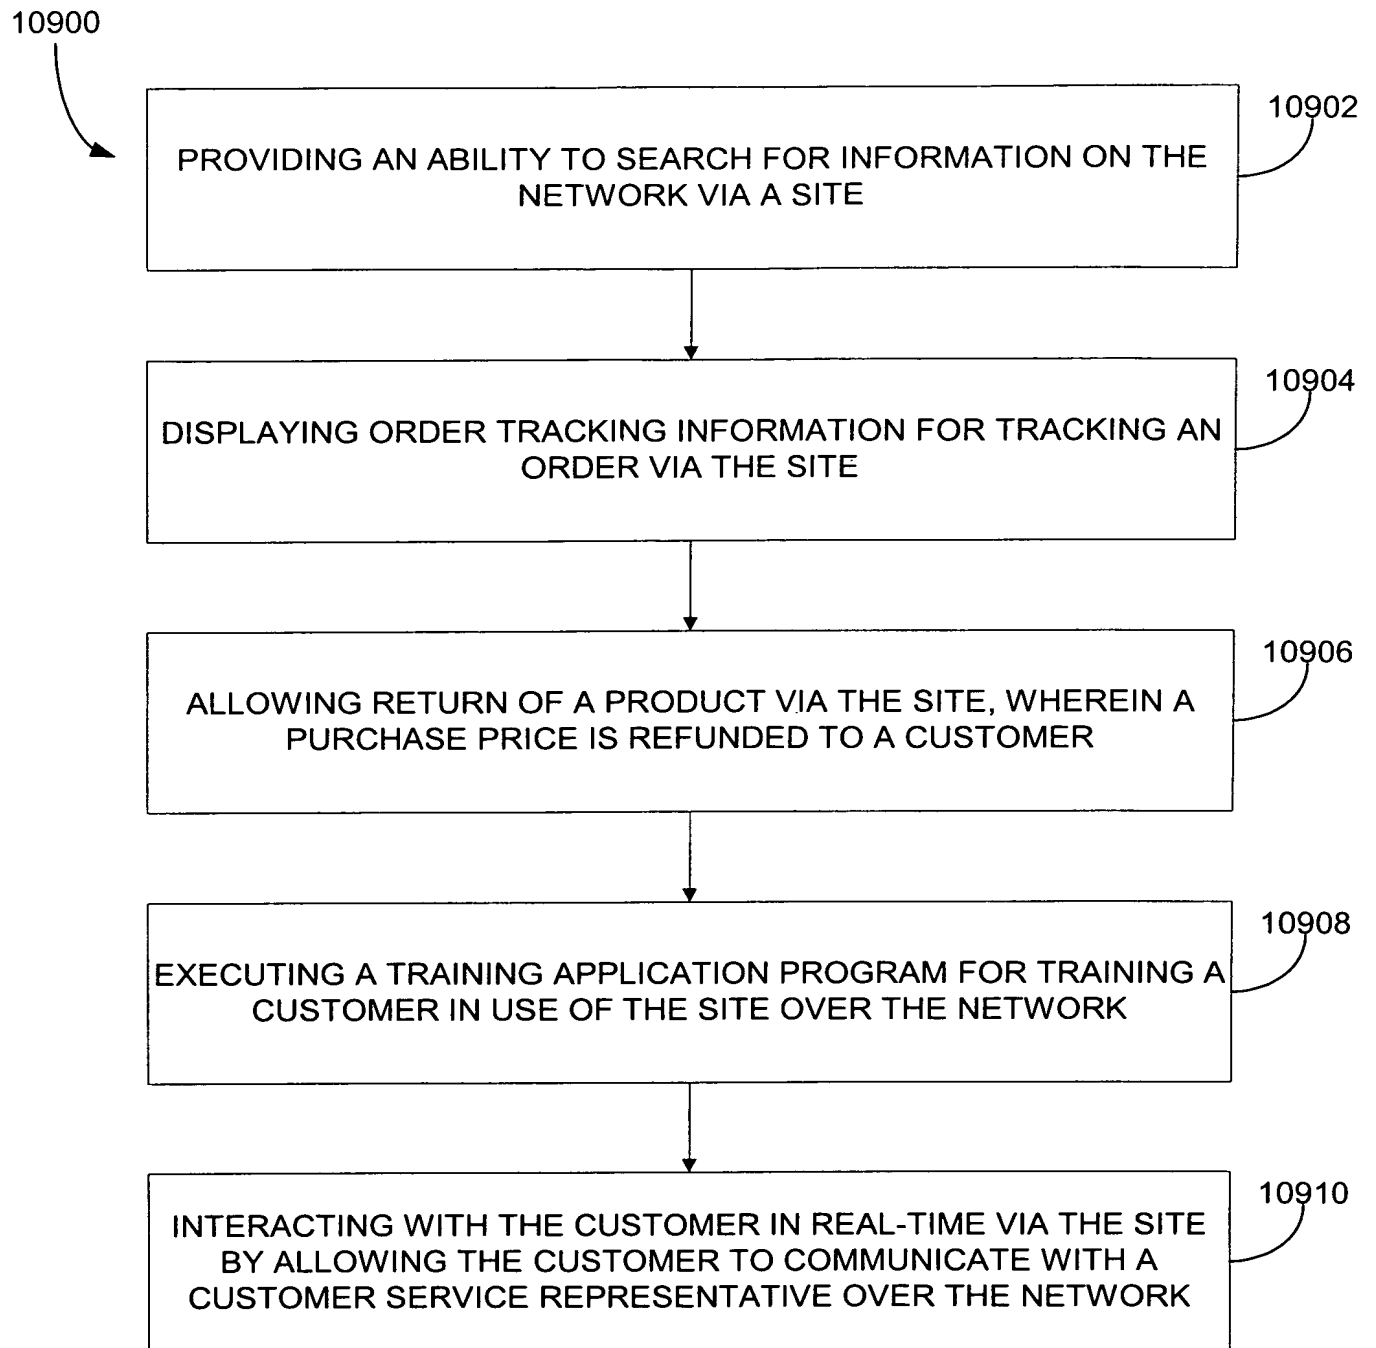 10900
10902
PROVIDING AN ABILITY TO SEARCH FOR INFORMATION ON THE
NETWORK VIA A SITE
10904
DISPLAYING ORDER TRACKING INFORMATION FOR TRACKING AN
ORDER VIA THE SITE
10906
ALLOWING RETURN OF A PRODUCT VIA THE SITE, WHEREIN A
PURCHASE PRICE IS REFUNDED TO A CUSTOMER
10908
EXECUTING A TRAINING APPLICATION PROGRAM FOR TRAINING A
CUSTOMER IN USE OF THE SITE OVER THE NETWORK
10910
INTERACTING WITH THE CUSTOMER IN REAL-TIME VIA THE SITE
BY ALLOWING THE CUSTOMER TO COMMUNICATE WITH A
CUSTOMER SERVICE REPRESENTATIVE OVER THE NETWORK